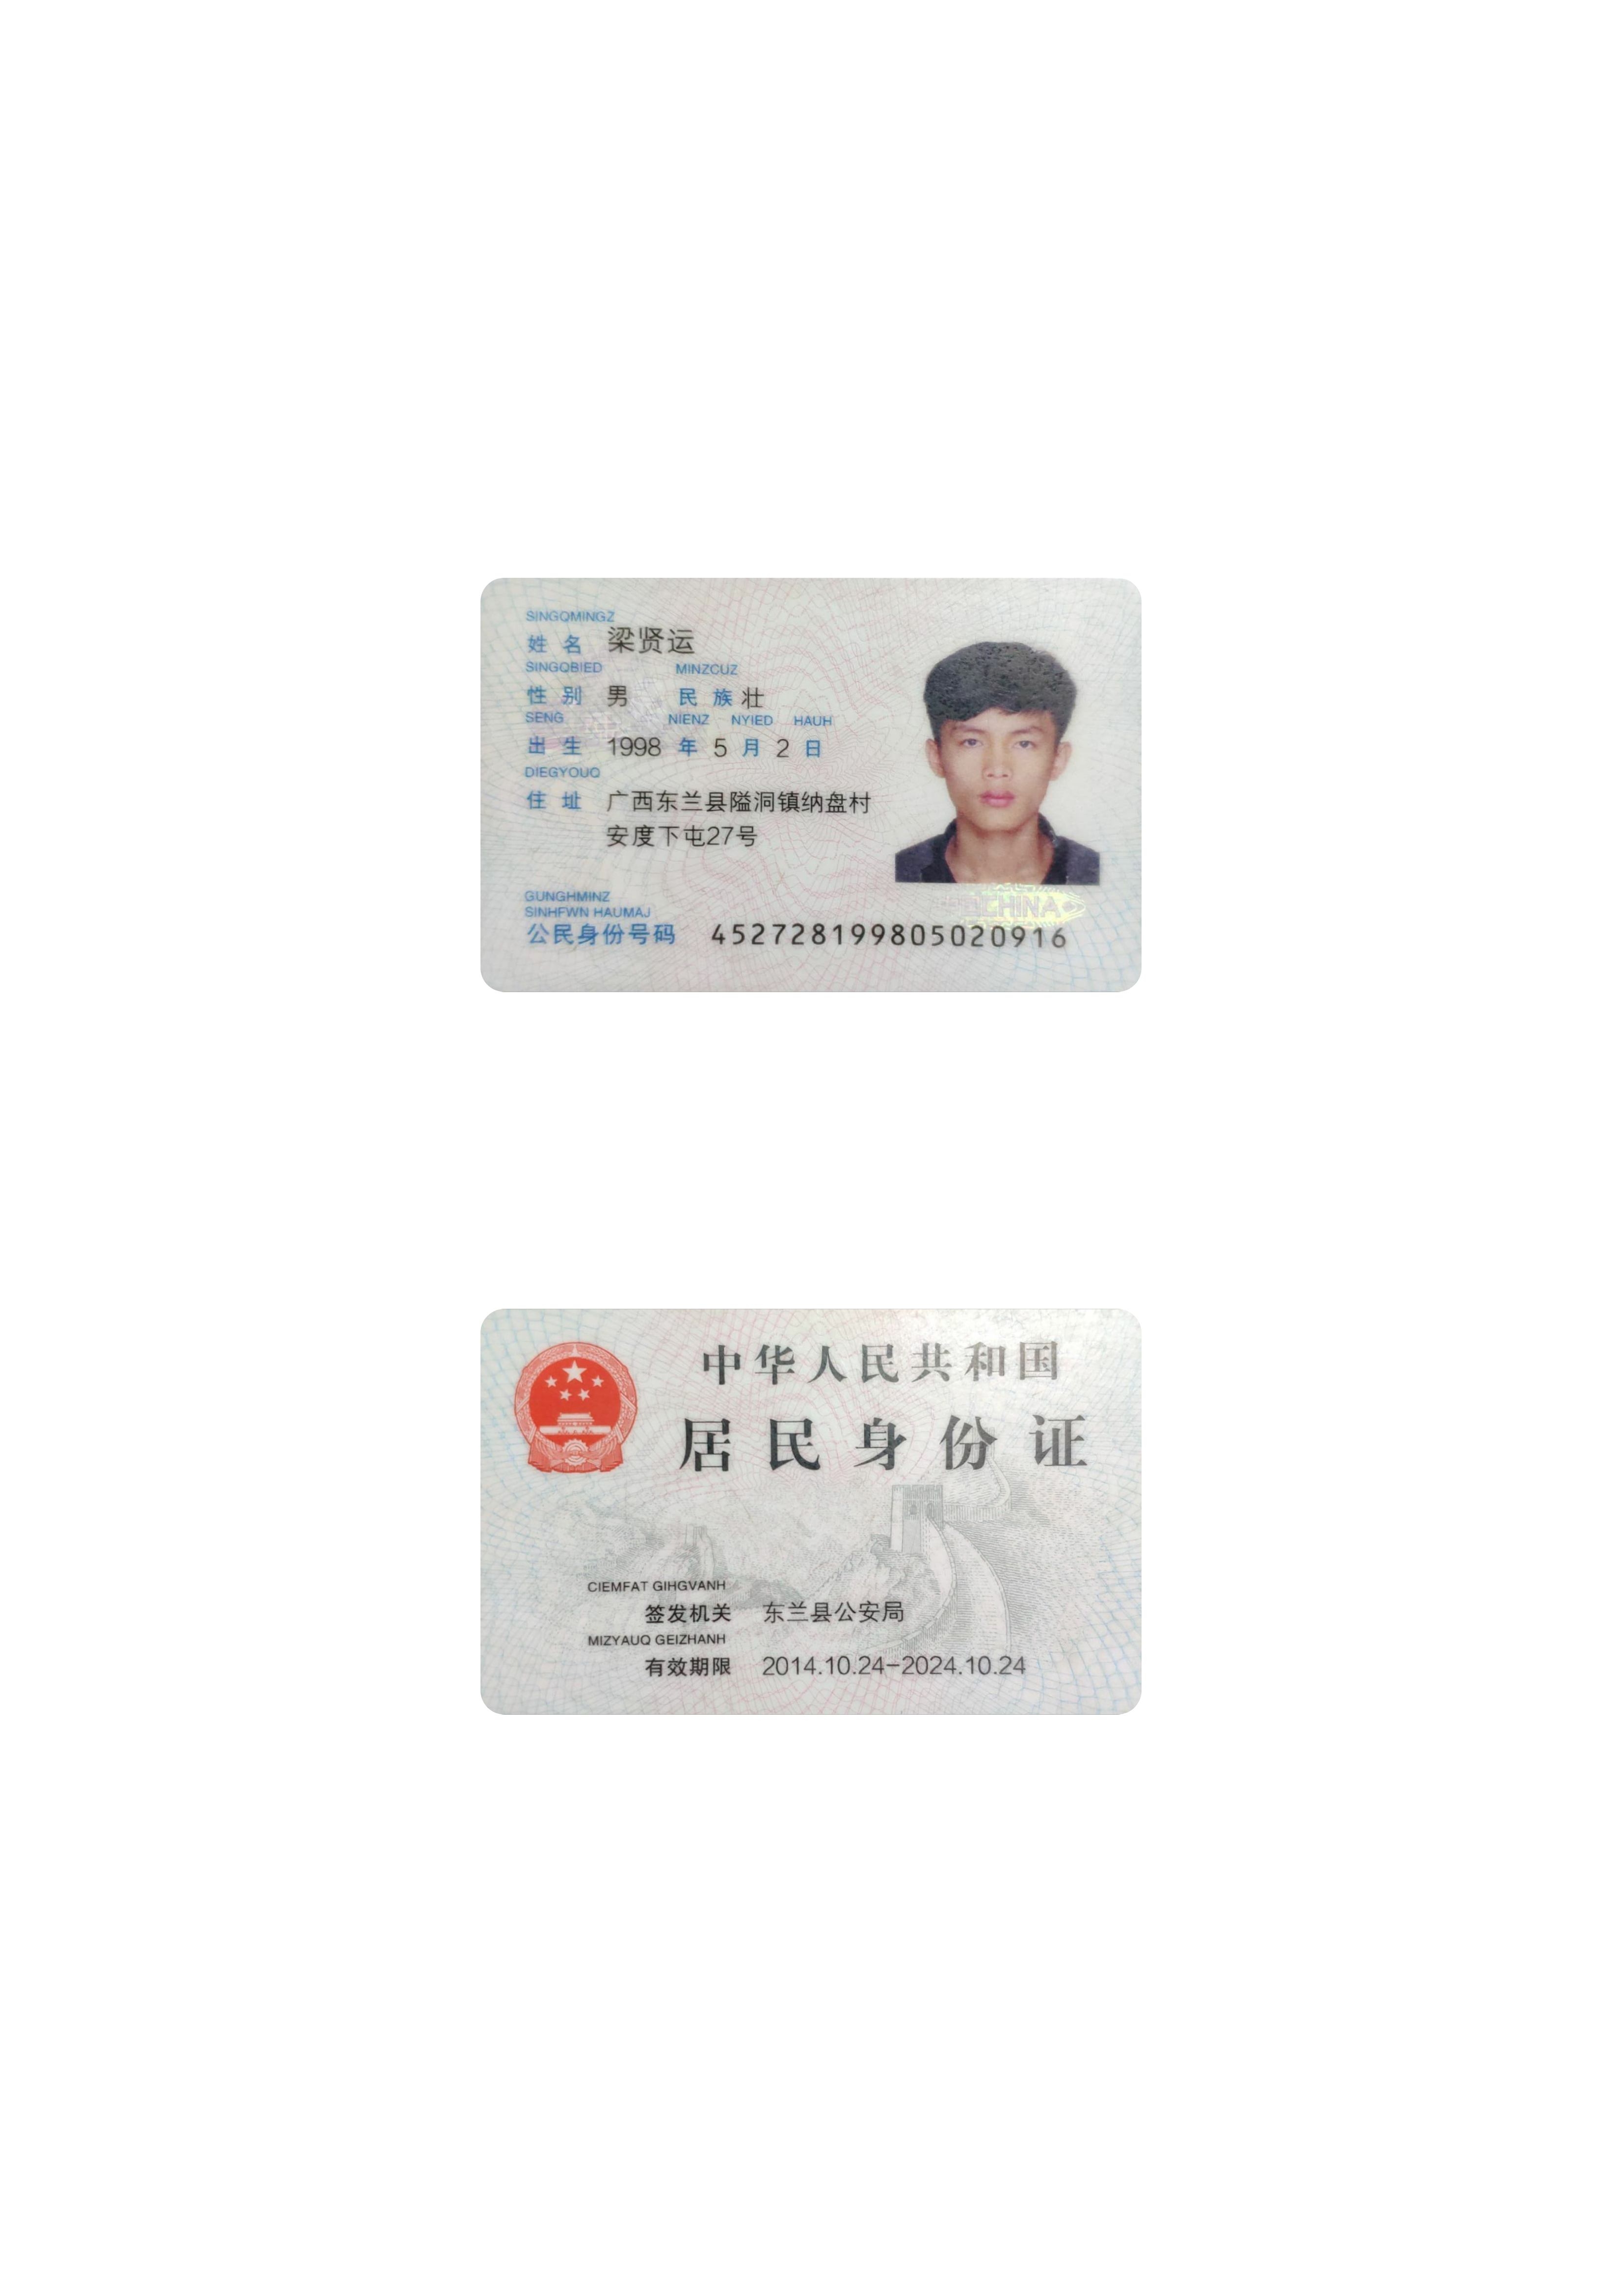 SINGQMINGZ
姓 名 梁贤运
SINGQBIED MINZCUZ
性 别 男 民 族 壮
SENG NIENZ NYIED HAUH
出 生 1998 年 5 月 2 日
DIEGYOUQ
住 址 广西东兰县隘洞镇纳盘村
安度下屯27号
GUNGHMINZ
SINHFWN HAUMAJ
公民身份号码 452728199805020916
CHINA
中华人民共和国
居民身份证
CIEMFAT GIHGVANH
签发机关 东兰县公安局
MIZYAUQ GEIZHANH
有效期限 2014.10.24-2024.10.24